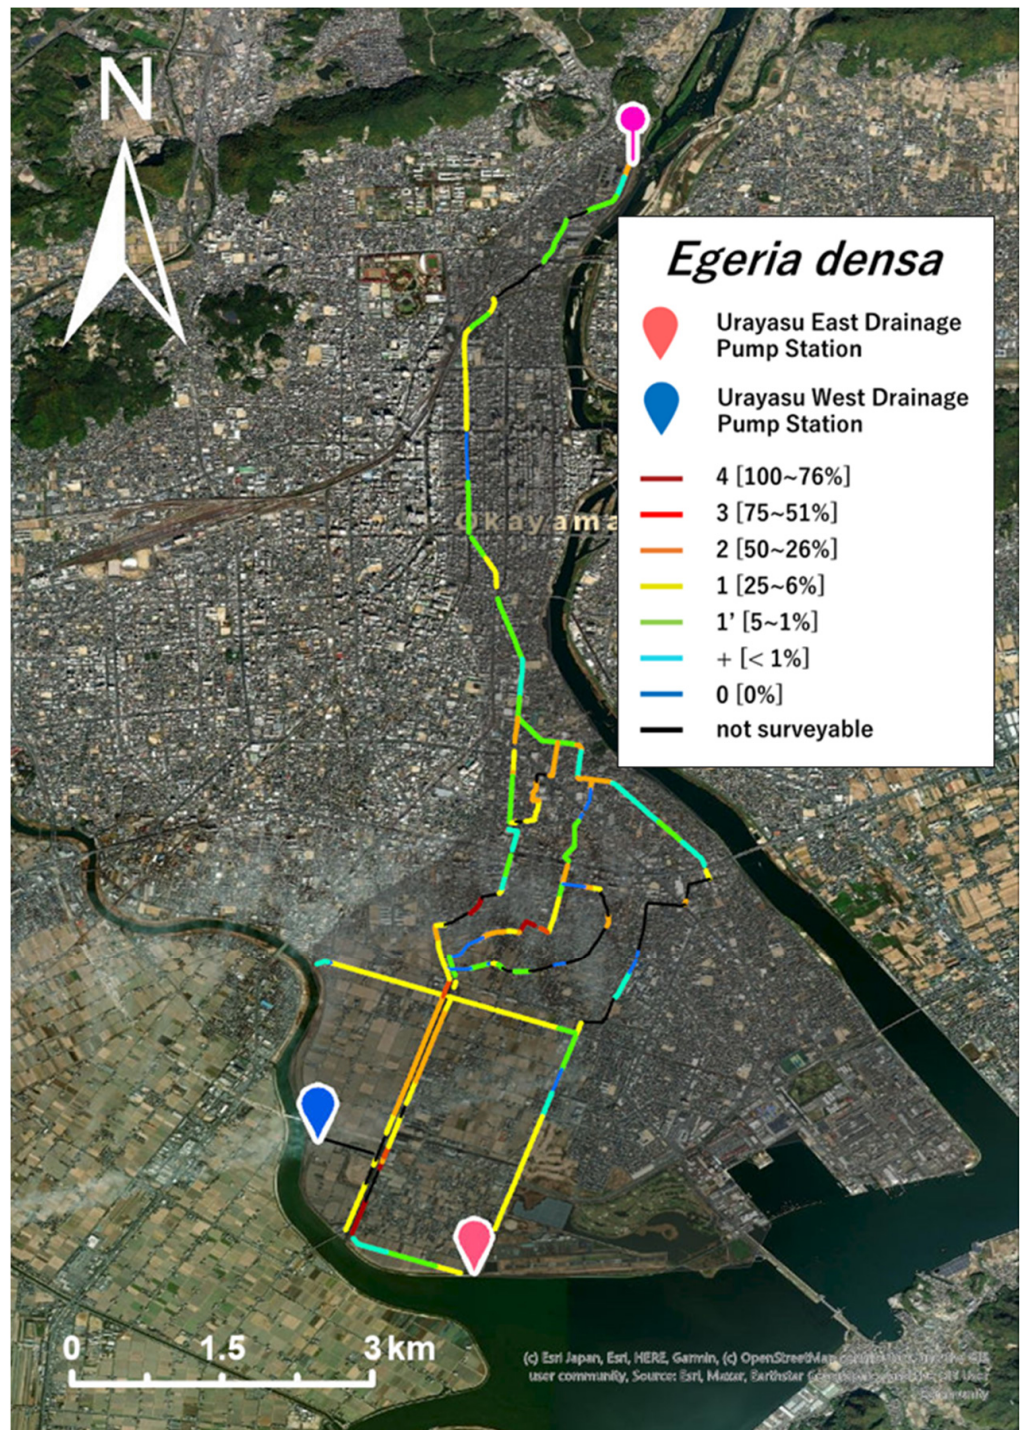 N
Egeria densa
Urayasu East Drainage
Pump Station
Urayasu West Drainage
Pump Station
4 [100~76%]
3 [75~51%]
2 [50~26%]
1 [25~6%]
1’ [5~1%]
+ [< 1%]
0 [0%]
not surveyable
Okayama
0 1.5 3 km
(c) Esri Japan, Esri, HERE, Garmin, (c) OpenStreetMap
user community, Source: Esri, Maxar, Earthstar